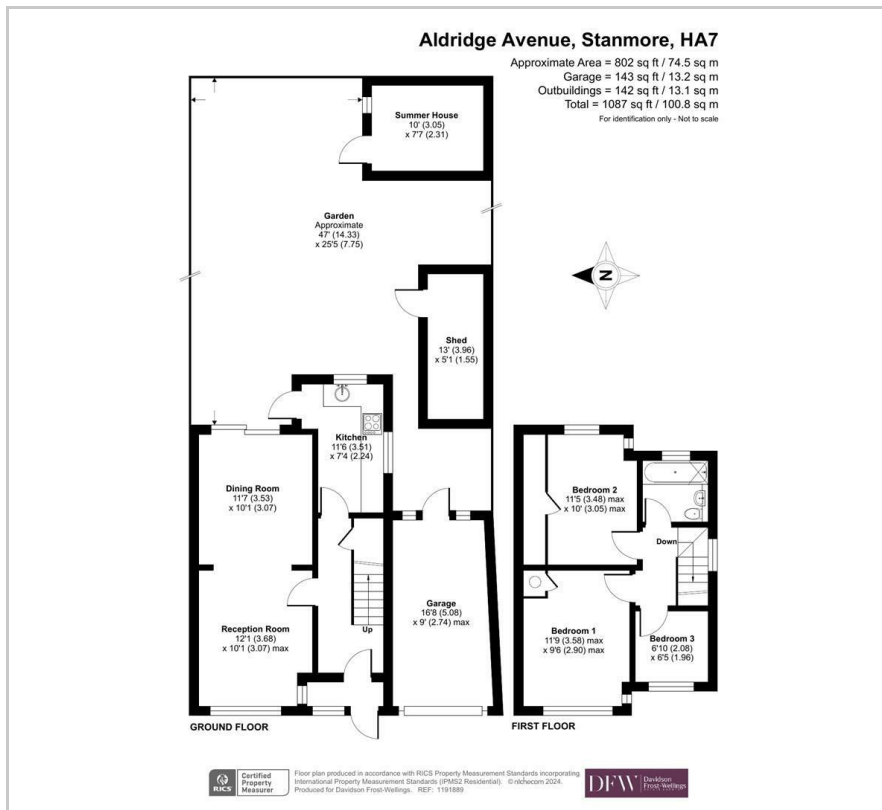 Aldridge Avenue, Stanmore, HA7
Approximate Area = 802 sq ft / 74.5 sq m
Garage = 143 sq ft / 13.2 sq m
Outbuildings = 142 sq ft / 13.1 sq m
Total = 1087 sq ft / 100.8 sq m
For identification only - Not to scale
Summer House
10' (3.05)
x 7'7 (2.31)
Garden
Approximate
47' (14.33)
x 25'5 (7.75)
N
Shed
13' (3.96)
x 5'1 (1.55)
Kitchen
11'6 (3.51)
x 7'4 (2.24)
Dining Room
11'7 (3.53)
x 10'1 (3.07)
Reception Room
12'1 (3.68)
x 10'1 (3.07) max
Up
Garage
16'8 (5.08)
x 9' (2.74) max
GROUND FLOOR
Bedroom 2
11'5 (3.48) max
x 10' (3.05) max
Down
Bedroom 1
11'9 (3.58) max
x 9'6 (2.90) max
Bedroom 3
6'10 (2.08)
x 6'5 (1.96)
FIRST FLOOR
RICS
Certified
Property
Measurer
Floor plan produced in accordance with RICS Property Measurement Standards incorporating
International Property Measurement Standards (IPMS2 Residential). © nichecom 2024.
Produced for Davidson Frost-Wellings. REF: 1191889
DFW
Davidson
Frost-Wellings